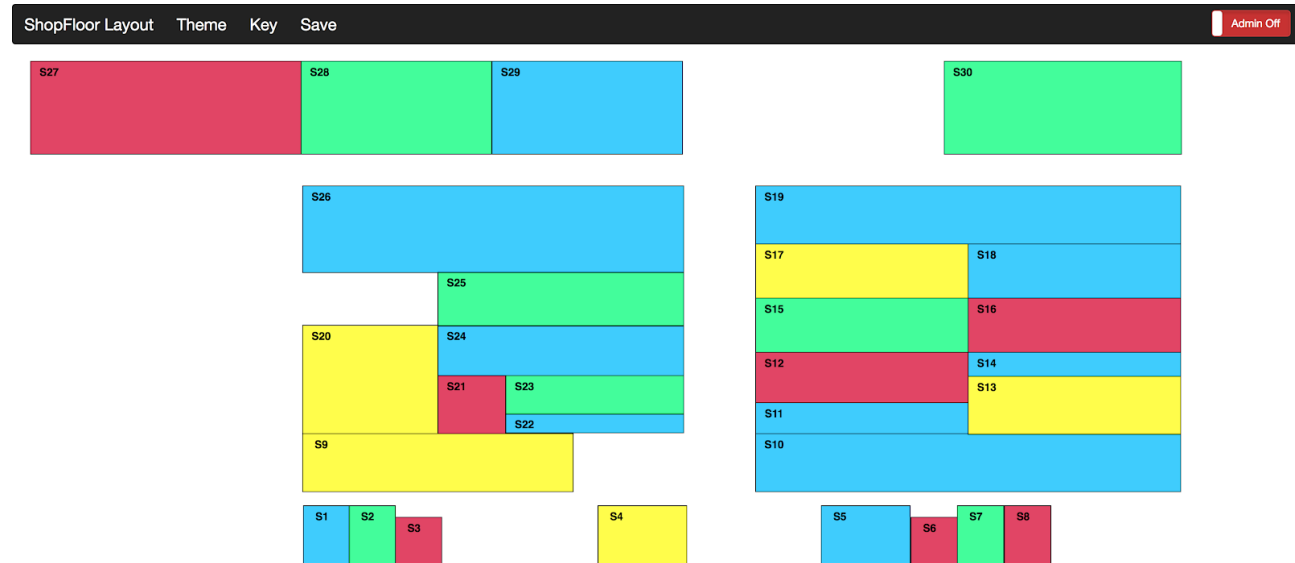 ShopFloor Layout Theme Key Save Admin Off
S27 S28 S29 S30
S26 S19
S17 S18
S25
S15 S16
S20 S24
S12 S14
S21 S23 S13
S11
S22
S9 S10
S1 S2 S4 S5 S7 S8
S3 S6